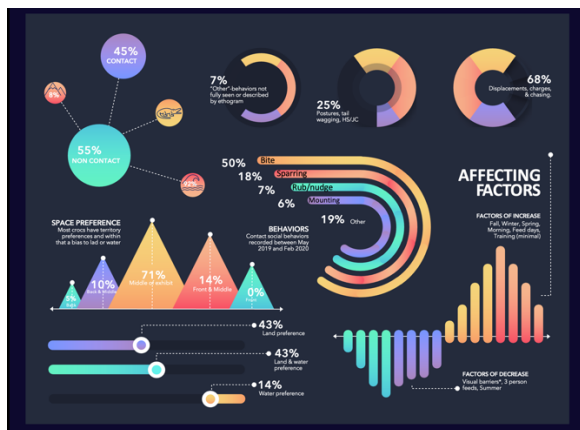 45%
CONTACT
55%
NON CONTACT
92%
7%
"Other"-behaviors not
fully seen or described
by ethogram
25%
Postures, tail
wagging, HS/JC
68%
Displacements, charges,
& chasing.
50% Bite
18% Sparring
7% Rub/nudge
6% Mounting
19% Other
BEHAVIORS
Contact social behaviors
recorded between May
2019 and Feb 2020
SPACE PREFERENCE
Most crocs have territory
preferences and within
that a bias to lad or water
5%
10%
71%
Middle of exhibit
14%
Front & Middle
0%
Front
43%
Land preference
43%
Land & water
preference
14%
Water preference
AFFECTING
FACTORS
FACTORS OF INCREASE
Fall, Winter, Spring,
Morning, Feed days,
Training (minimal)
FACTORS OF DECREASE
Visual barriers*, 3 person
feeds, Summer